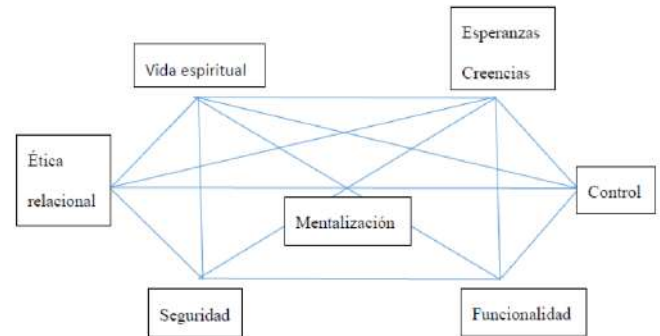 Esperanzas
Creencias
Vida espiritual
Ética
relacional
Control
Mentalización
Seguridad
Funcionalidad